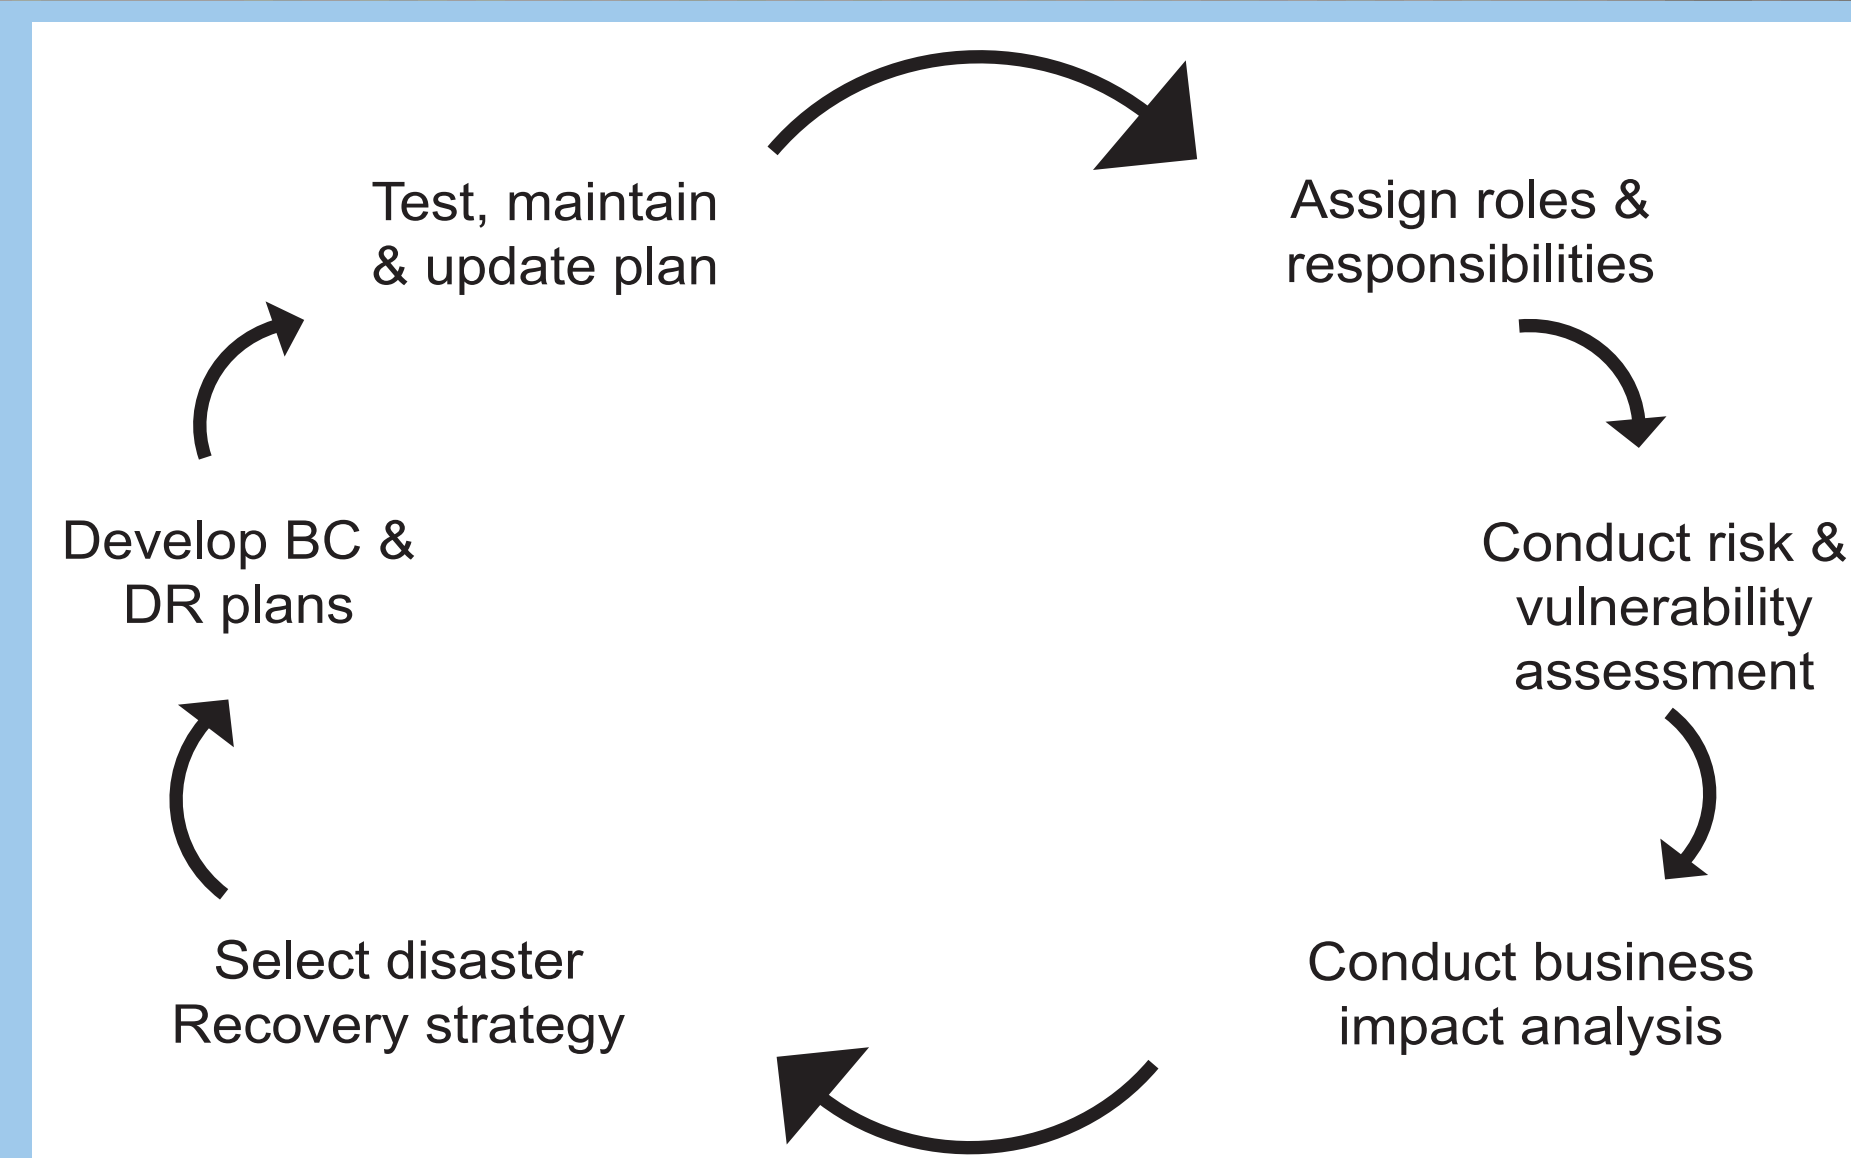 Test, maintain
& update plan
Assign roles &
responsibilities
Conduct risk &
vulnerability
assessment
Conduct business
impact analysis
Select disaster
Recovery strategy
Develop BC &
DR plans